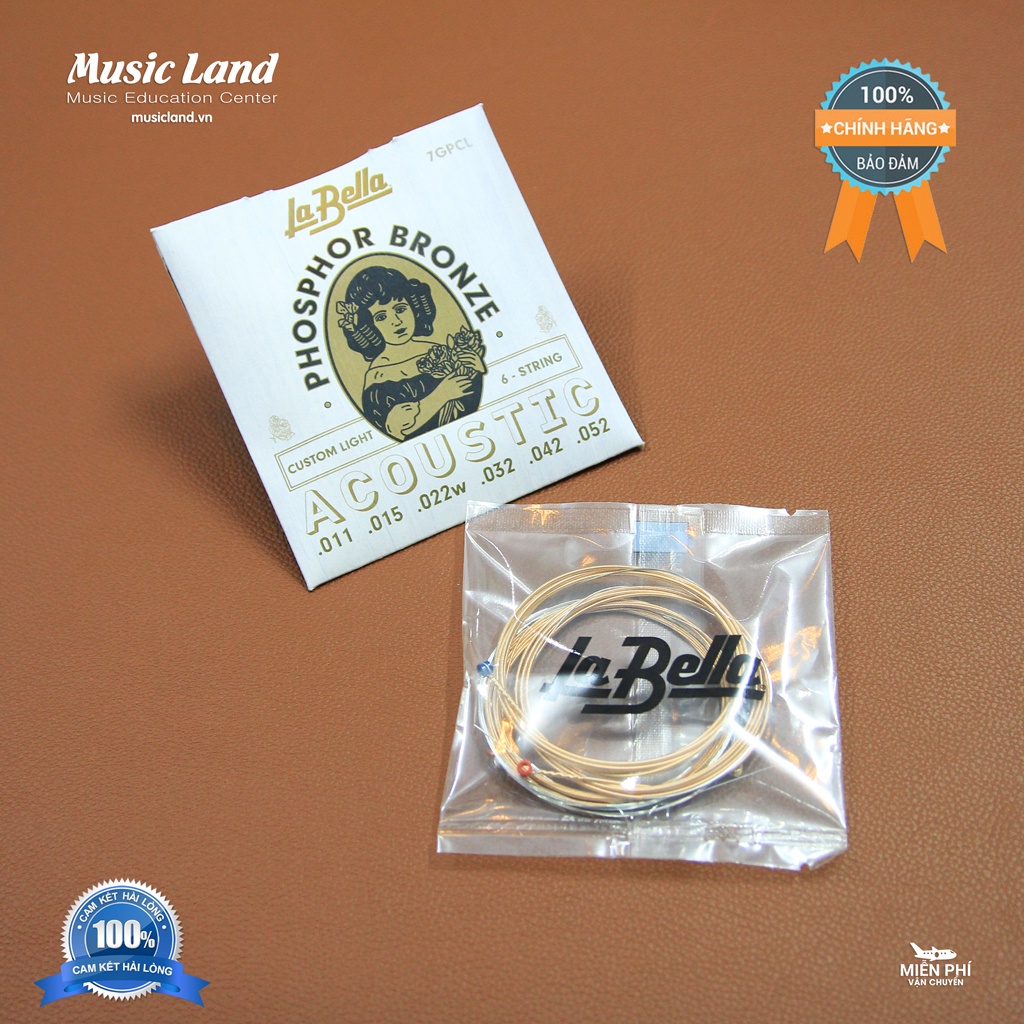 Music Land
Music Education Center
musicland.vn
100%
CHÍNH HÃNG
BẢO ĐẢM
7GPCL
La Bella
PHOSPHOR BRONZE
CUSTOM LIGHT
6 - STRING
ACOUSTIC
.011 .015 .022w .032 .042 .052
La Bella
CAM KẾT HÀI LÒNG
100%
CAM KẾT HÀI LÒNG
MIỄN PHÍ
VẬN CHUYỂN